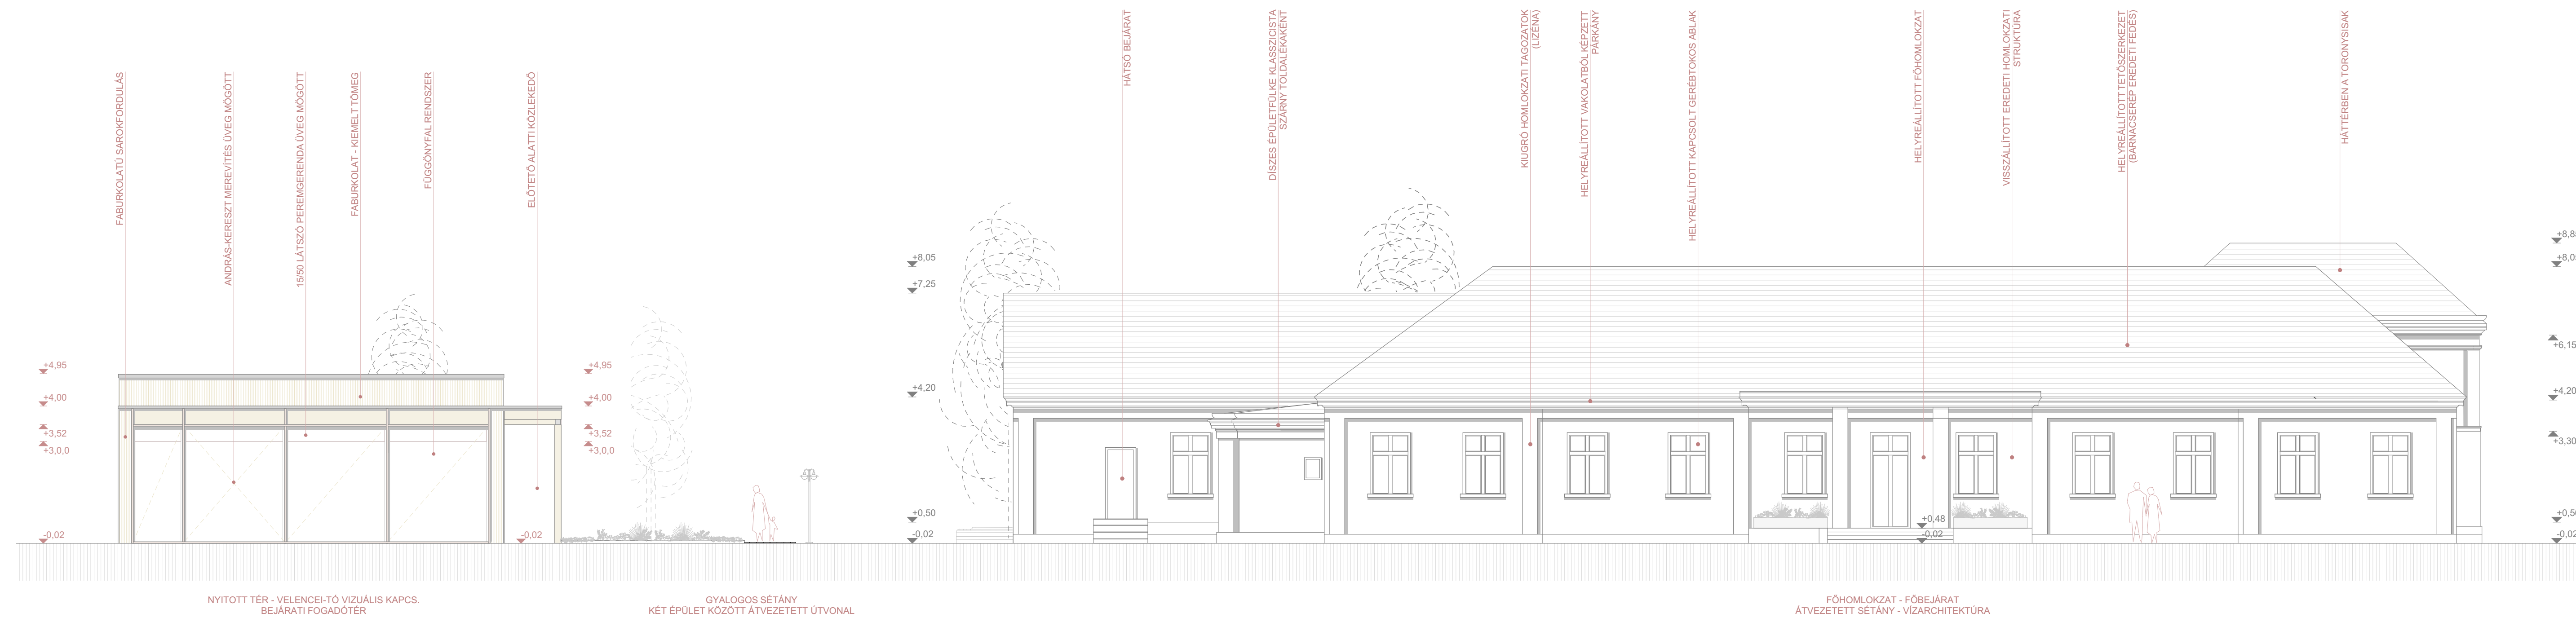 FABURKOLATÚ SAROKFORDULÁS
ANDRÁS-KERESZT MEREVÍTÉS ÜVEG MÖGÖTT
15/50 LÁTSZÓ PEREMGERENDA ÜVEG MÖGÖTT
FABURKOLAT - KIEMELT TÖMEG
FÜGGÖNYFAL RENDSZER
ELŐTETŐ ALATTI KÖZLEKEDŐ
HÁTSÓ BEJÁRAT
DÍSZES ÉPÜLETFÜLKE KLASSZICISTA
SZÁRNY TOLDALÉKAKÉNT
KIUGRÓ HOMLOKZATI TAGOZATOK
(LIZÉNA)
HELYREÁLLÍTOTT VAKOLATBÓL KÉPZETT
PÁRKÁNY
HELYREÁLLÍTOTT KAPCSOLT GERÉBTOKOS ABLAK
HELYREÁLLÍTOTT FŐHOMLOKZAT
VISSZÁLLÍTOTT EREDETI HOMLOKZATI
STRUKTÚRA
HELYREÁLLÍTOTT TETŐSZERKEZET
(BARNACSERÉP EEREDETI FEDÉS)
HÁTTÉRBEN A TORONYSISAK
+4,95
+4,00
+3,52
+3,0,0
-0,02
-0,02
+4,95
+4,00
+3,52
+3,0,0
+8,05
+7,25
+4,20
+0,50
-0,02
+0,48
-0,02
+6,15
+4,20
+3,30
-0,02
NYITOTT TÉR - VELENCEI-TÓ VIZUÁLIS KAPCS.
BEJÁRATI FOGADÓTÉR
GYALOGOS SÉTÁNY
KÉT ÉPÜLET KÖZÖTT ÁTVEZETETT ÚTVONAL
FŐHOMLOKZAT - FŐBEJÁRAT
ÁTVEZETETT SÉTÁNY - VÍZARCHITEKTÚRA